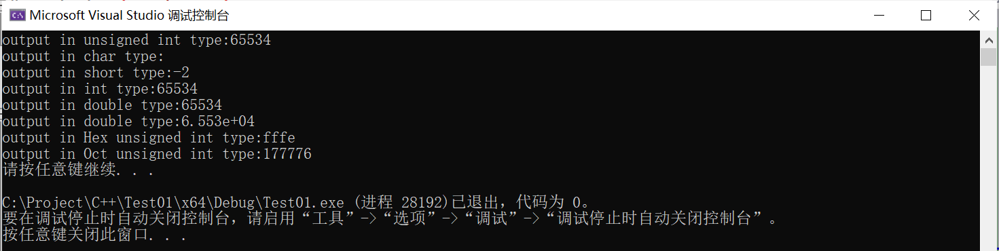 Microsoft Visual Studio 调试控制台
output in unsigned int type:65534
output in char type:
output in short type:-2
output in int type:65534
output in double type:65534
output in double type:6.553e+04
output in Hex unsigned int type:fffe
output in Oct unsigned int type:177776
请按任意键继续. . .
C:\Project\C++\Test01\x64\Debug\Test01.exe (进程 28192)已退出，代码为 0。
要在调试停止时自动关闭控制台，请启用“工具”->“选项”->“调试”->“调试停止时自动关闭控制台”。
按任意键关闭此窗口. . .